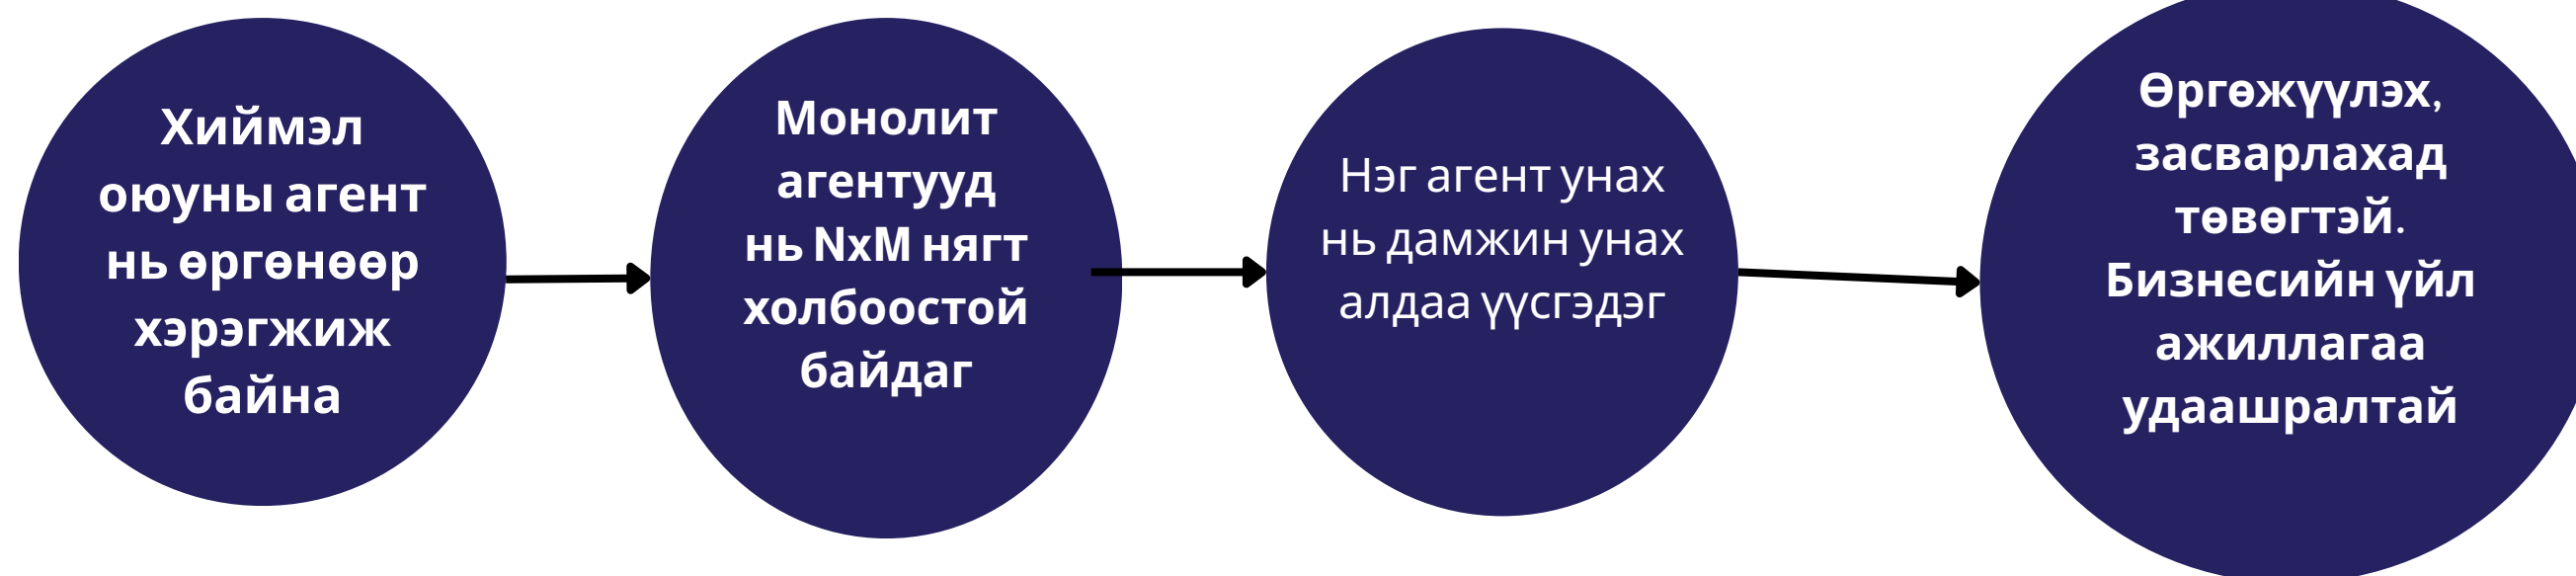 Хиймэл
оюуны агент
нь өргөнөөр
хэрэгжиж
байна
Монолит
агентууд
нь NxM нягт
холбоостой
байдаг
Нэг агент унах
нь дамжин унах
алдаа үүсгэдэг
Өргөжүүлэх,
засварлахад
төвөгтэй.
Бизнесийн үйл
ажиллагаа
удаашралтай